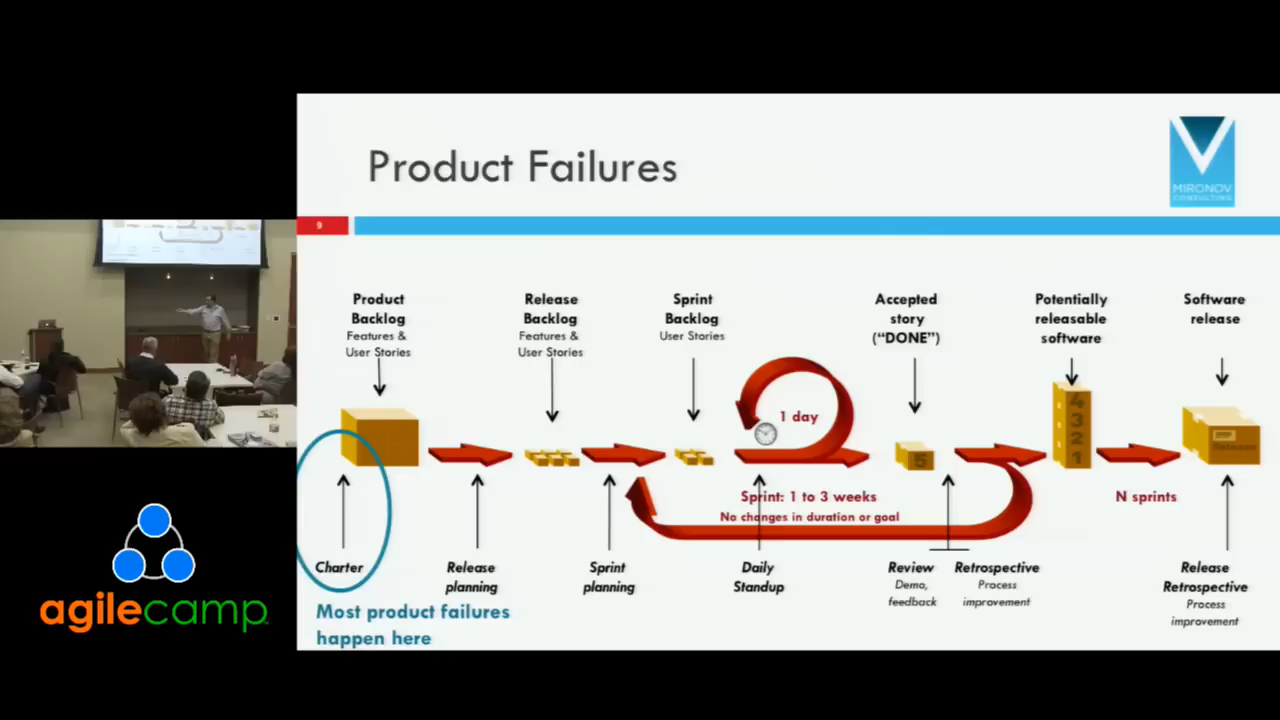 Product Failures
MIRONOV
CONSULTING
9
Product
Backlog
Features &
User Stories
Release
Backlog
Features &
User Stories
Sprint
Backlog
User Stories
Accepted
story
(“DONE”)
Potentially
releasable
software
Software
release
1 day
5
4
3
2
1
Release
Sprint: 1 to 3 weeks
No changes in duration or goal
N sprints
Charter
Release
planning
Sprint
planning
Daily
Standup
Review
Demo,
feedback
Retrospective
Process
improvement
Release
Retrospective
Process
improvement
Most product failures
happen here
agilecamp